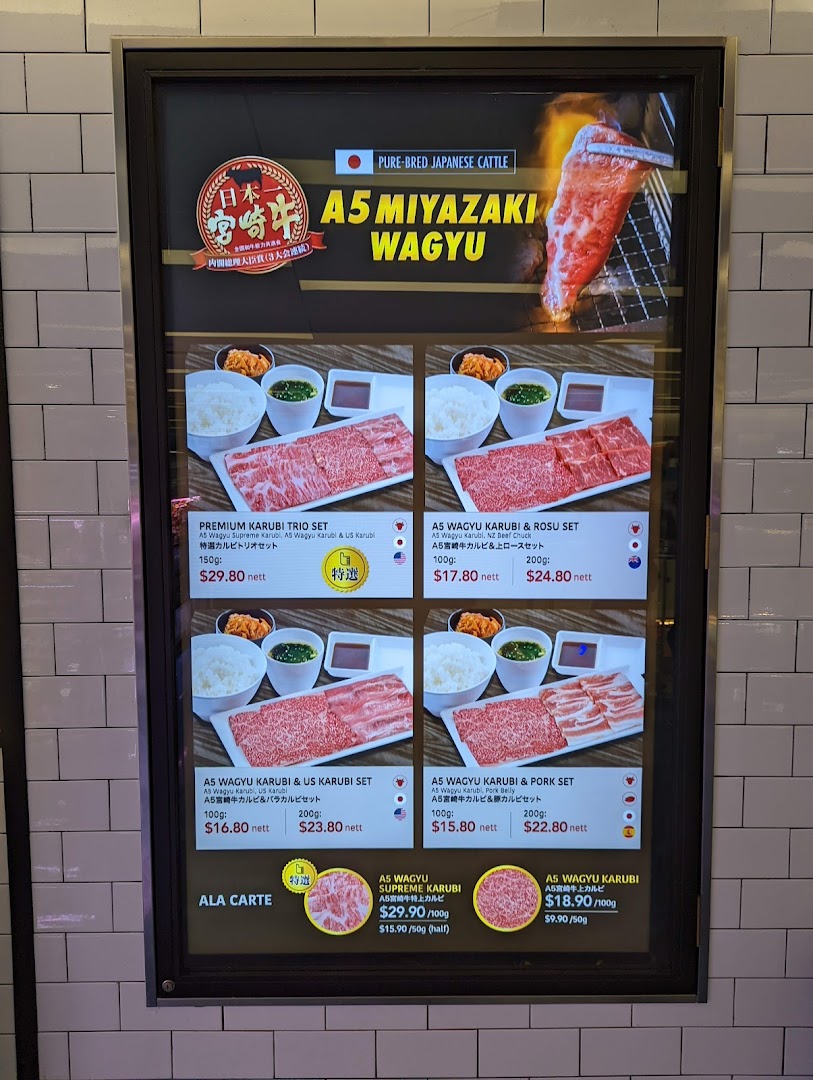 PURE-BRED JAPANESE CATTLE
日本一
宮崎牛
全国和牛能力共進会
内閣総理大臣賞(3大会連続)
A5 MIYAZAKI
WAGYU
PREMIUM KARUBI TRIO SET
A5 Wagyu Supreme Karubi, A5 Wagyu Karubi & US Karubi
特選カルビトリオセット
150g:
$29.80 nett
特選
A5 WAGYU KARUBI & ROSU SET
A5 Wagyu Karubi, NZ Beef Chuck
A5宮崎牛カルビ&上ロースセット
100g: 200g:
$17.80 nett $24.80 nett
A5 WAGYU KARUBI & US KARUBI SET
A5 Wagyu Karubi, US Karubi
A5宮崎牛カルビ&バラカルビセット
100g: 200g:
$16.80 nett $23.80 nett
A5 WAGYU KARUBI & PORK SET
A5 Wagyu Karubi, Pork Belly
A5宮崎牛カルビ&豚カルビセット
100g: 200g:
$15.80 nett $22.80 nett
ALA CARTE
特選
A5 WAGYU
SUPREME KARUBI
A5宮崎牛特上カルビ
$29.90 /100g
$15.90 /50g (half)
A5 WAGYU KARUBI
A5宮崎牛上カルビ
$18.90 /100g
$9.90 /50g